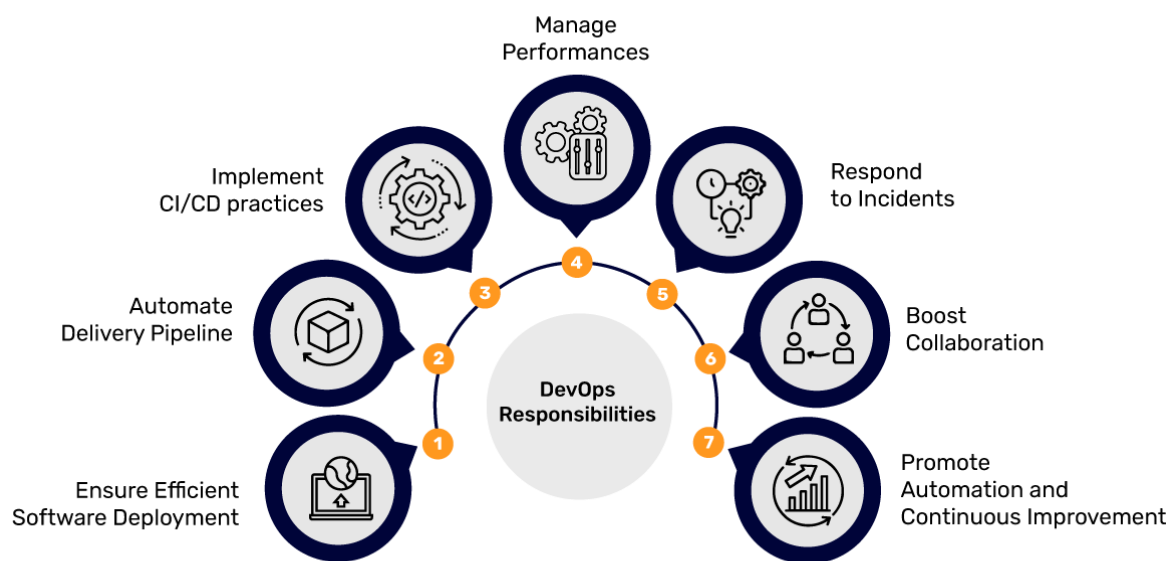 Manage
Performances
Implement
CI/CD practices
Respond
to Incidents
Automate
Delivery Pipeline
Boost
Collaboration
Ensure Efficient
Software Deployment
Promote
Automation and
Continuous Improvement
DevOps
Responsibilities
1
2
3
4
5
6
7